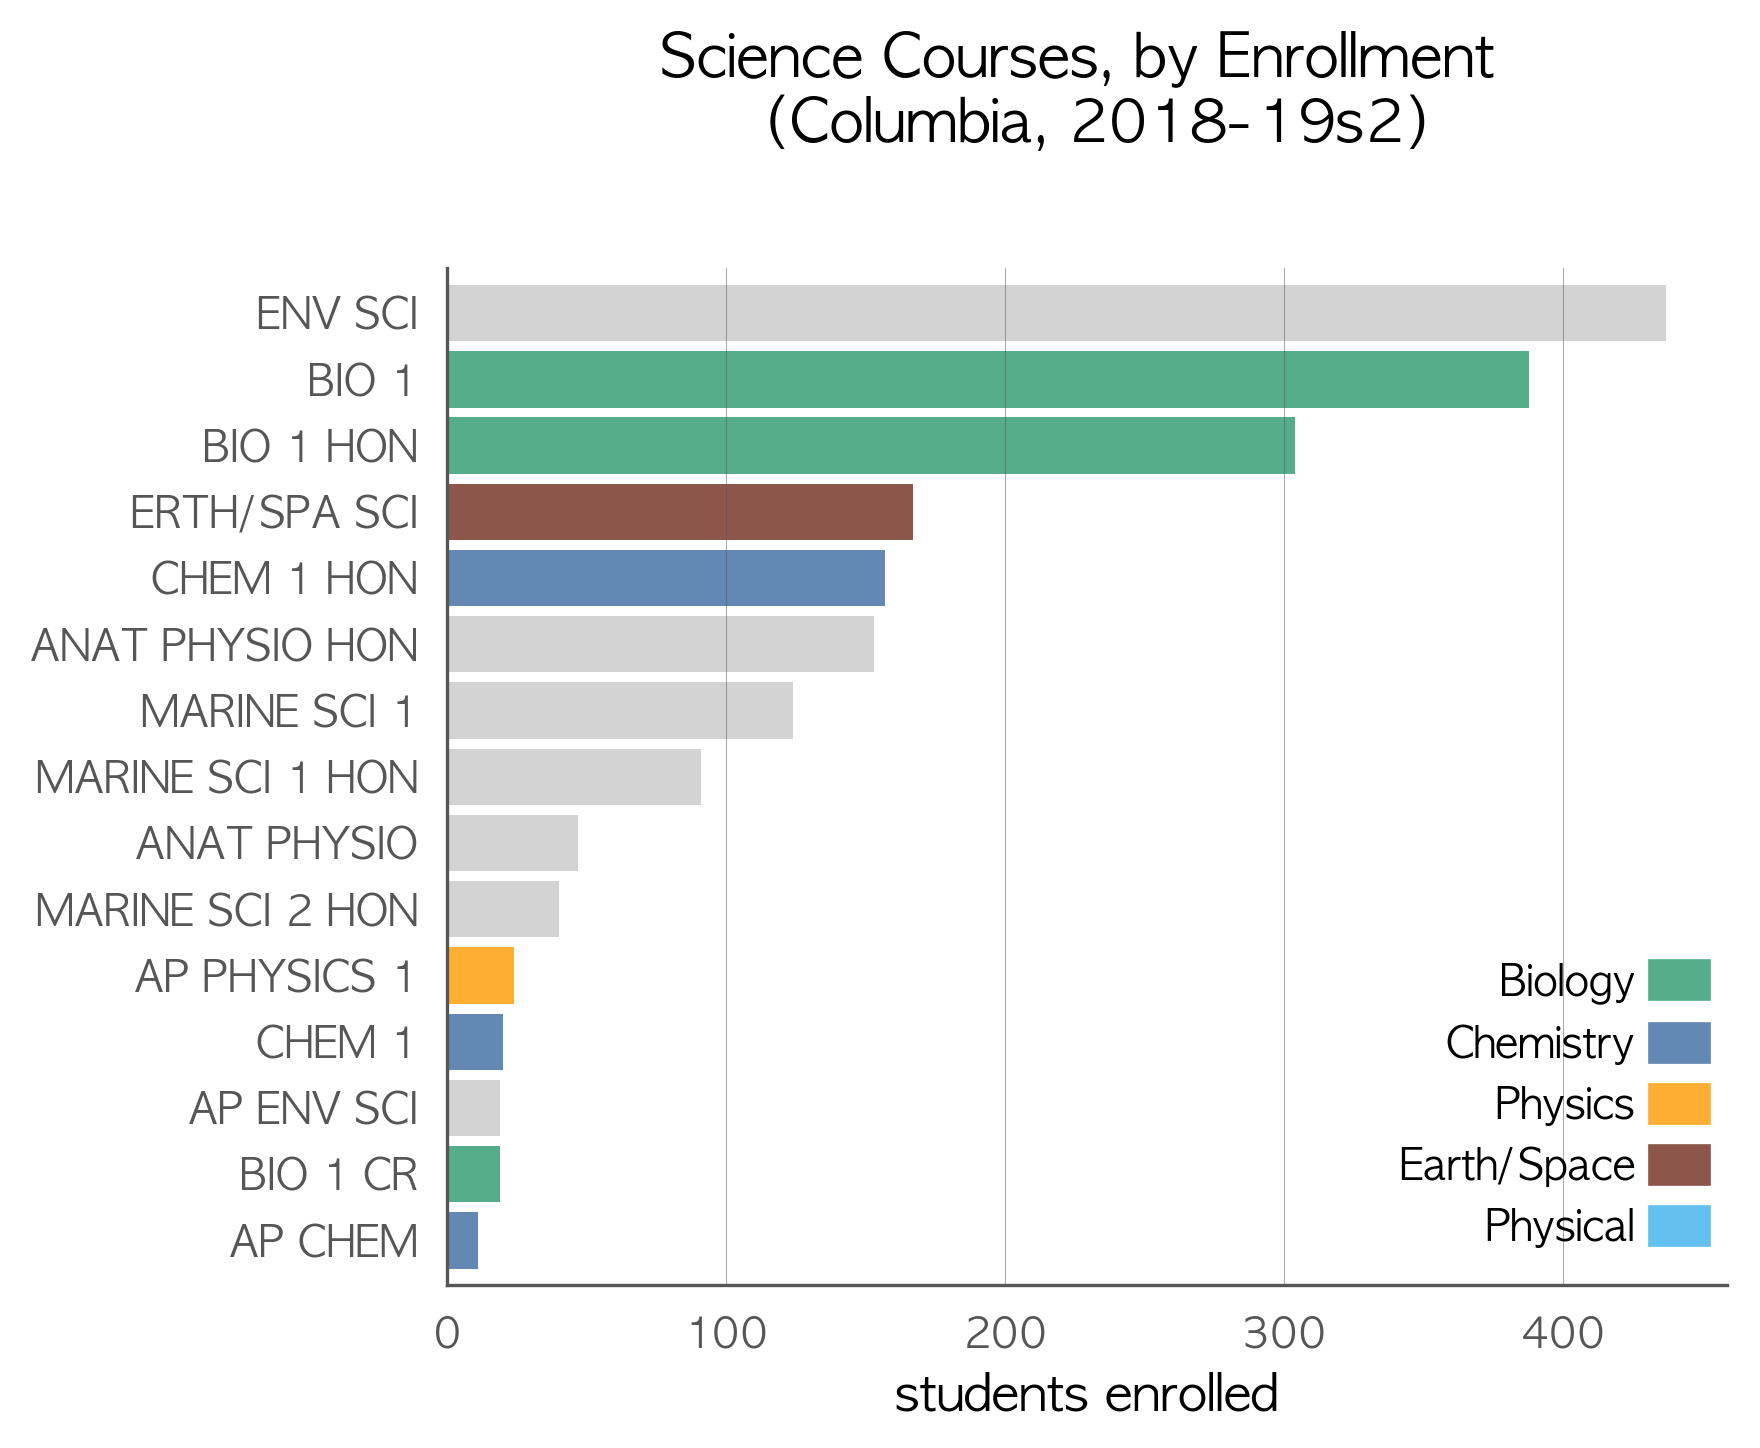 Science Courses, by Enrollment
(Columbia, 2018-19s2)
ENV SCI
BIO 1
BIO 1 HON
ERTH/SPA SCI
CHEM 1 HON
ANAT PHYSIO HON
MARINE SCI 1
MARINE SCI 1 HON
ANAT PHYSIO
MARINE SCI 2 HON
AP PHYSICS 1
CHEM 1
AP ENV SCI
BIO 1 CR
AP CHEM
Biology
Chemistry
Physics
Earth/Space
Physical
0 100 200 300 400
students enrolled